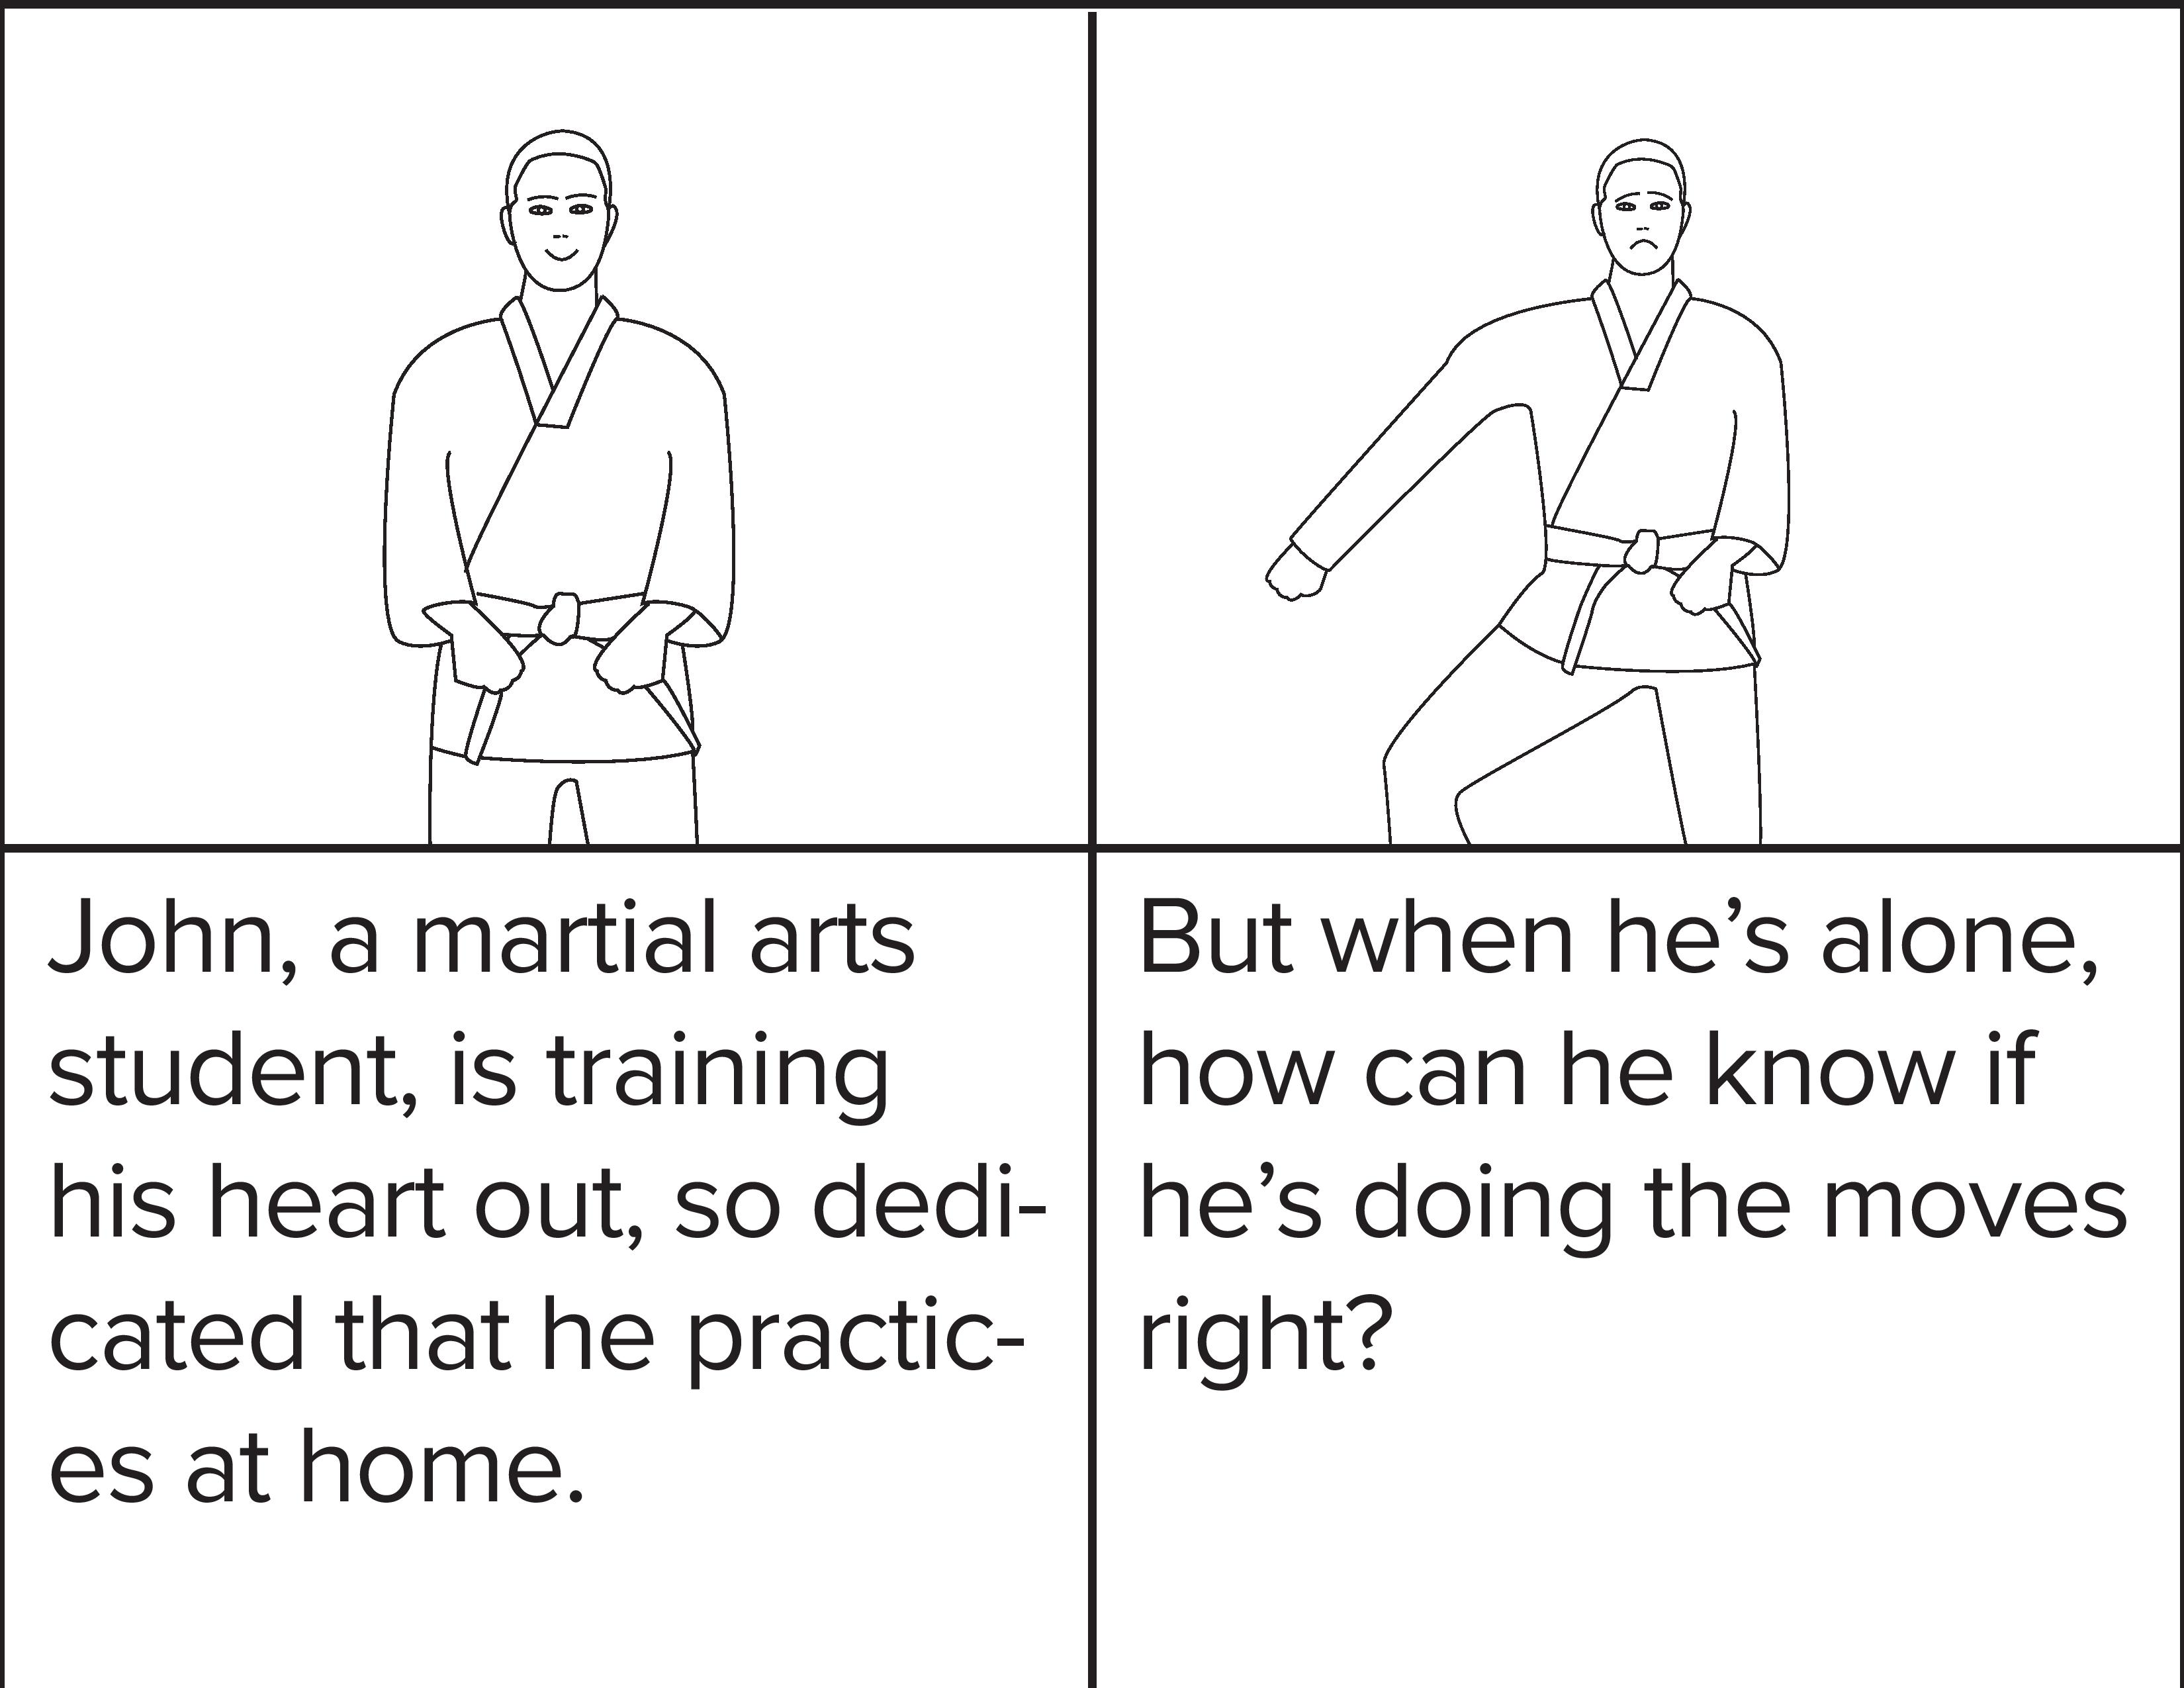 John, a martial arts
student, is training
his heart out, so dedi-
cated that he practic-
es at home.
But when he’s alone,
how can he know if
he’s doing the moves
right?